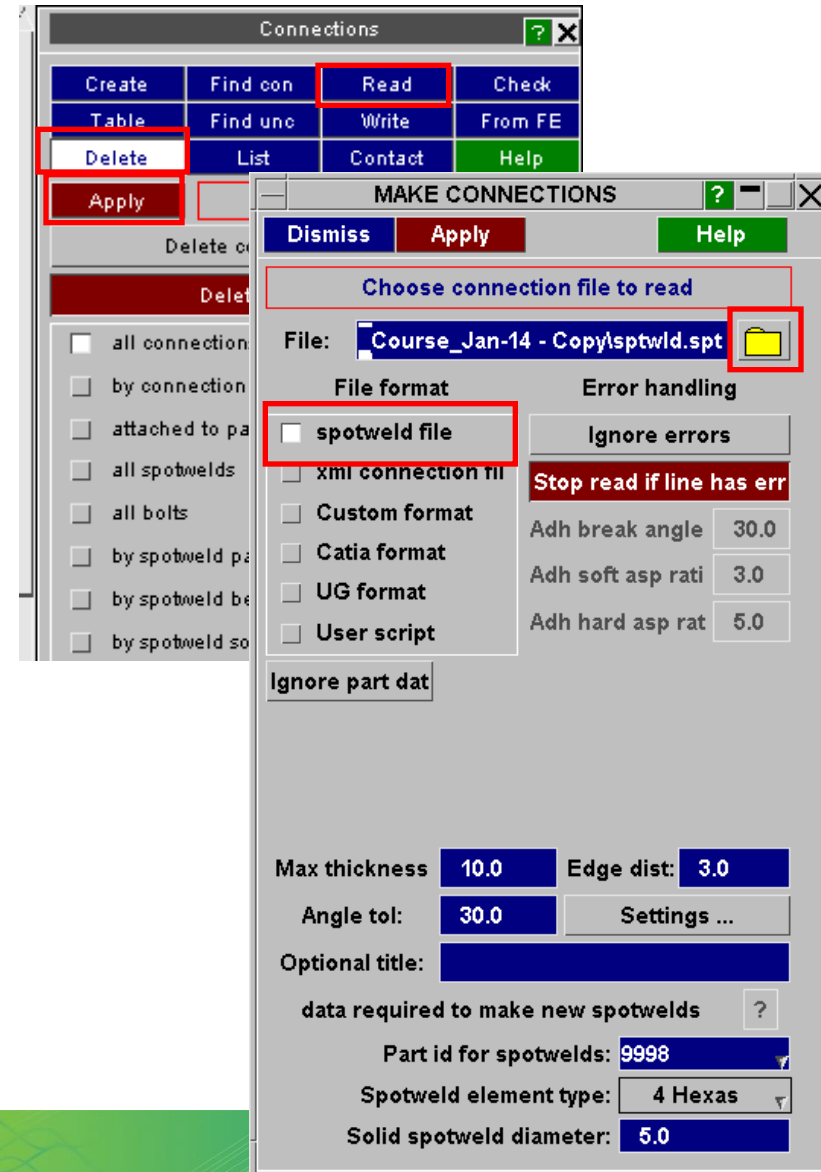 Connections ?
Create Find con Read Check
Table Find unc Write From FE
Delete List Contact Help
Apply
Delete c
Delet
all connection
by connection
attached to pa
all spotwelds
all bolts
by spotweld pa
by spotweld be
by spotweld so
MAKE CONNECTIONS ?
Dismiss Apply Help
Choose connection file to read
File: Course_Jan-14 - Copy\sptwld.spt
File format Error handling
spotweld file Ignore errors
xml connection fil Stop read if line has err
Custom format Adh break angle 30.0
Catia format Adh soft asp rati 3.0
UG format Adh hard asp rat 5.0
User script
Ignore part dat
Max thickness 10.0 Edge dist: 3.0
Angle tol: 30.0 Settings ...
Optional title:
data required to make new spotwelds ?
Part id for spotwelds: 9998
Spotweld element type: 4 Hexas
Solid spotweld diameter: 5.0